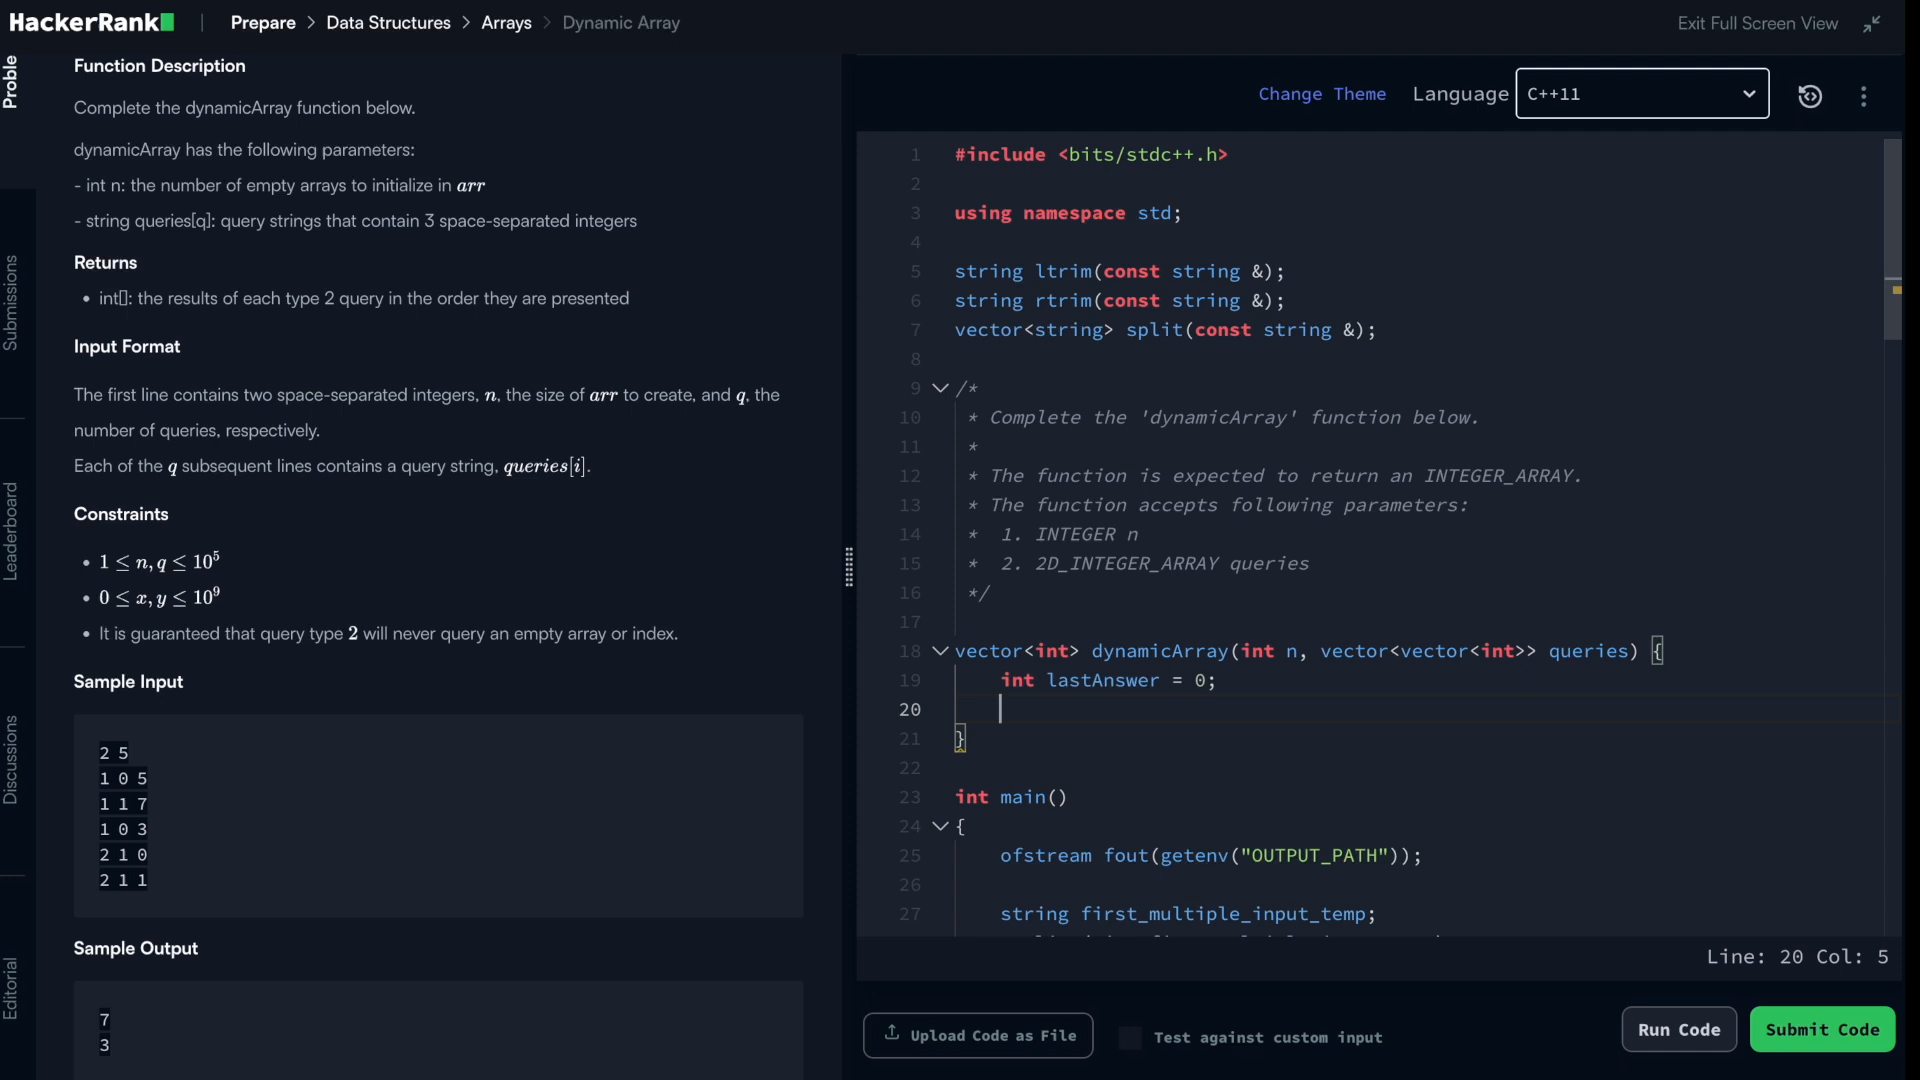 HackerRank | Prepare > Data Structures > Arrays > Dynamic Array
Exit Full Screen View
Proble
Submissions
Leaderboard
Discussions
Editorial
Function Description
Complete the dynamicArray function below.
dynamicArray has the following parameters:
- int n: the number of empty arrays to initialize in arr
- string queries[q]: query strings that contain 3 space-separated integers
Returns
• int[]: the results of each type 2 query in the order they are presented
Input Format
The first line contains two space-separated integers, n, the size of arr to create, and q, the
number of queries, respectively.
Each of the q subsequent lines contains a query string, queries[i].
Constraints
• 1 ≤ n, q ≤ 10⁵
• 0 ≤ x, y ≤ 10⁹
• It is guaranteed that query type 2 will never query an empty array or index.
Sample Input
2 5
1 0 5
1 1 7
1 0 3
2 1 0
2 1 1
Sample Output
7
3
Change Theme Language C++11
1 #include <bits/stdc++.h>
2
3 using namespace std;
4
5 string ltrim(const string &);
6 string rtrim(const string &);
7 vector<string> split(const string &);
8
9 /*
10 * Complete the 'dynamicArray' function below.
11 *
12 * The function is expected to return an INTEGER_ARRAY.
13 * The function accepts following parameters:
14 * 1. INTEGER n
15 * 2. 2D_INTEGER_ARRAY queries
16 */
17
18 vector<int> dynamicArray(int n, vector<vector<int>> queries) {
19 int lastAnswer = 0;
20
21 }
22
23 int main()
24 {
25 ofstream fout(getenv("OUTPUT_PATH"));
26
27 string first_multiple_input_temp;
Line: 20 Col: 5
Upload Code as File
Test against custom input
Run Code
Submit Code